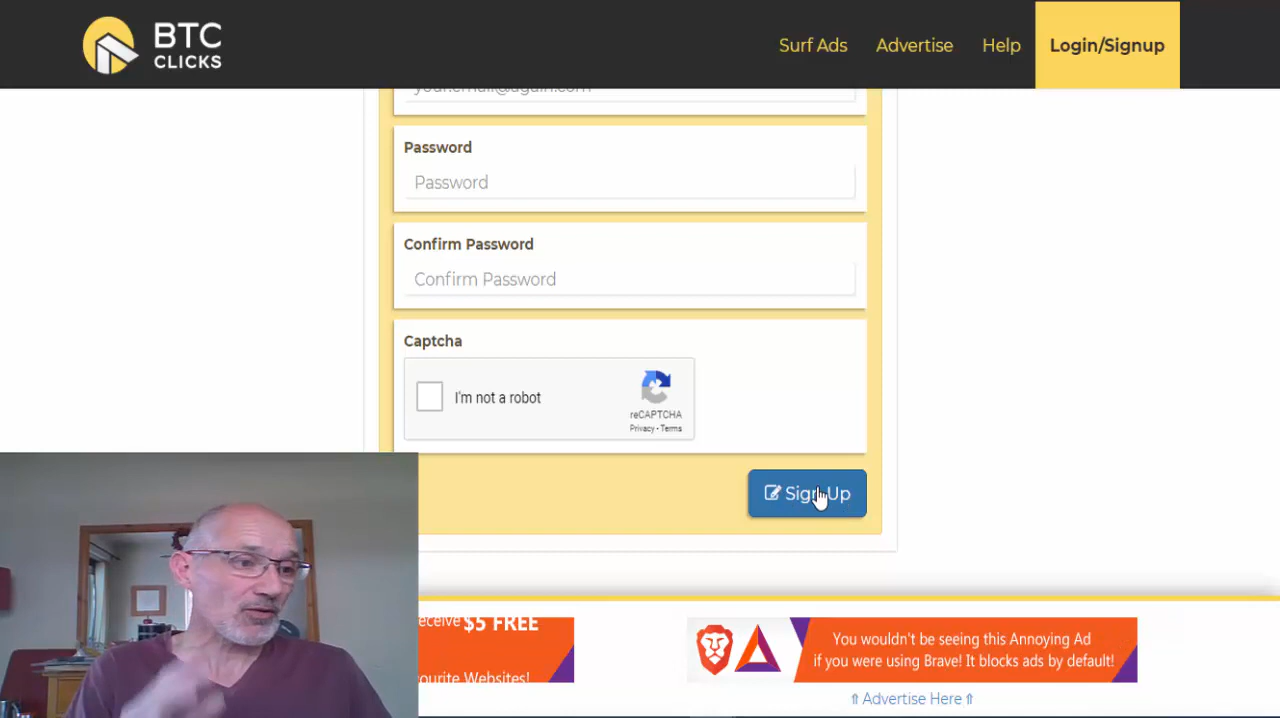 BTC
CLICKS
Surf Ads
Advertise
Help
Login/Signup
Password
Password
Confirm Password
Confirm Password
Captcha
I'm not a robot
reCAPTCHA
Privacy - Terms
Sign Up
$5 FREE
Websites!
You wouldn't be seeing this Annoying Ad
if you were using Brave! It blocks ads by default!
⇑ Advertise Here ⇑